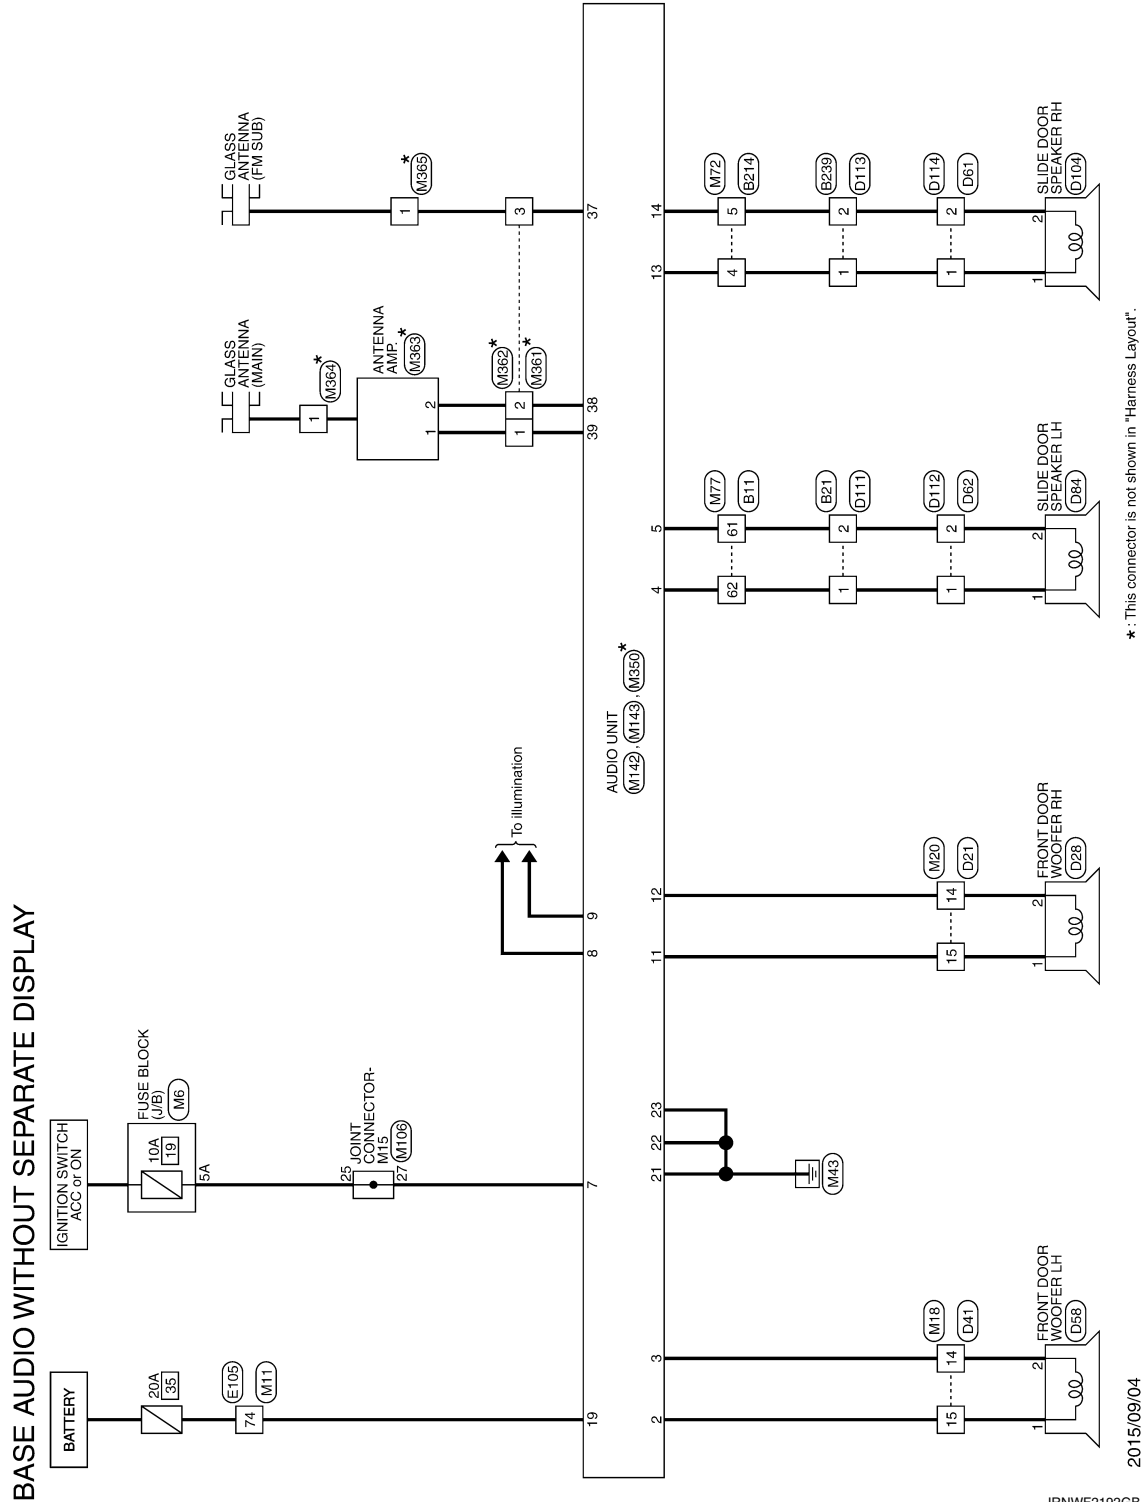 BASE AUDIO WITHOUT SEPARATE DISPLAY
BATTERY
20A
35
E105
M11
74
19
IGNITION SWITCH
ACC or ON
FUSE BLOCK
(J/B)
M6
10A
19
5A
JOINT
CONNECTOR-
M15
M106
25
27
7
To illumination
8
9
GLASS
ANTENNA
(MAIN)
M364
*
1
ANTENNA
AMP.
*
M363
1
2
M362
*
M361
*
1
2
39
38
GLASS
ANTENNA
(FM SUB)
M365
*
1
3
37
AUDIO UNIT
M142 , M143 , M350
*
2
3
M18
D41
15
14
1
2
FRONT DOOR
WOOFER LH
D58
21
22
23
M43
11
12
M20
D21
15
14
1
2
FRONT DOOR
WOOFER RH
D28
4
5
M77
B11
62
61
B21
D111
1
2
D112
D62
1
2
1
2
SLIDE DOOR
SPEAKER LH
D84
13
14
M72
B214
4
5
B239
D113
1
2
D114
D61
1
2
1
2
SLIDE DOOR
SPEAKER RH
D104
* : This connector is not shown in "Harness Layout".
2015/09/04